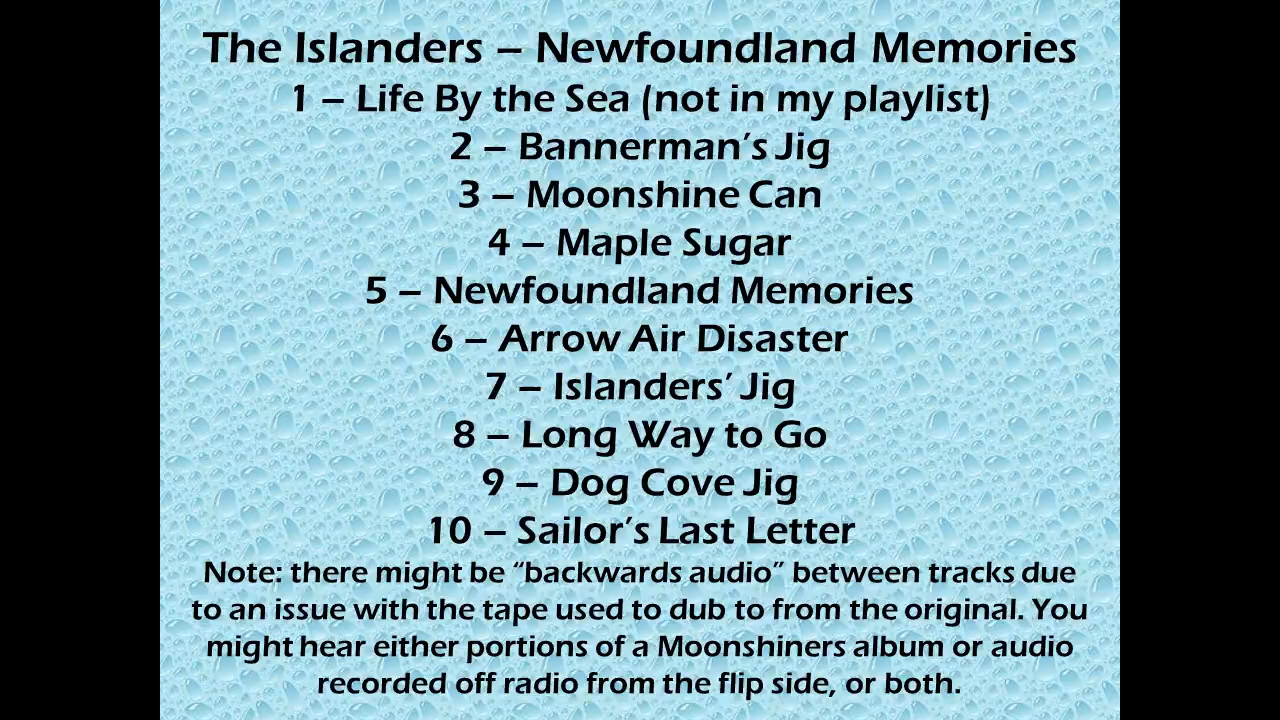 The Islanders – Newfoundland Memories
1 – Life By the Sea (not in my playlist)
2 – Bannerman’s Jig
3 – Moonshine Can
4 – Maple Sugar
5 – Newfoundland Memories
6 – Arrow Air Disaster
7 – Islanders’ Jig
8 – Long Way to Go
9 – Dog Cove Jig
10 – Sailor’s Last Letter
Note: there might be “backwards audio” between tracks due
to an issue with the tape used to dub to from the original. You
might hear either portions of a Moonshiners album or audio
recorded off radio from the flip side, or both.